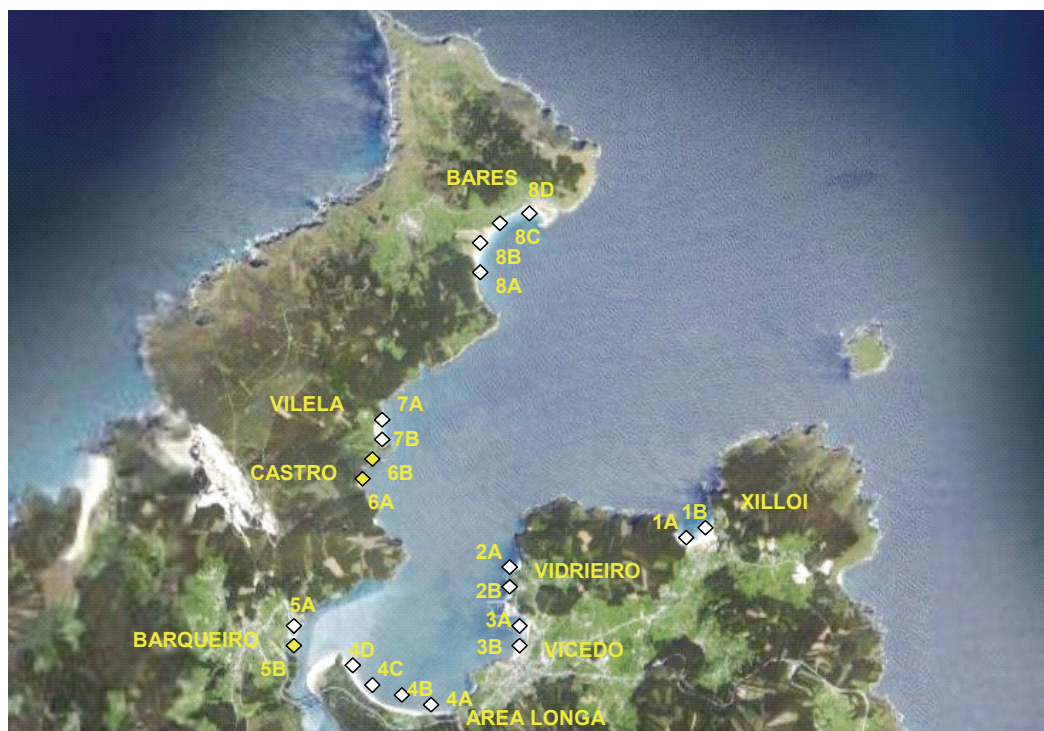 BARES
8D
8C
8B
8A
VILELA
7A
7B
CASTRO
6B
6A
XILLOI
1B
1A
2A
VIDRIEIRO
2B
5A
3A
BARQUEIRO
3B
VICEDO
5B
4D
4C
4B
4A
AREA LONGA